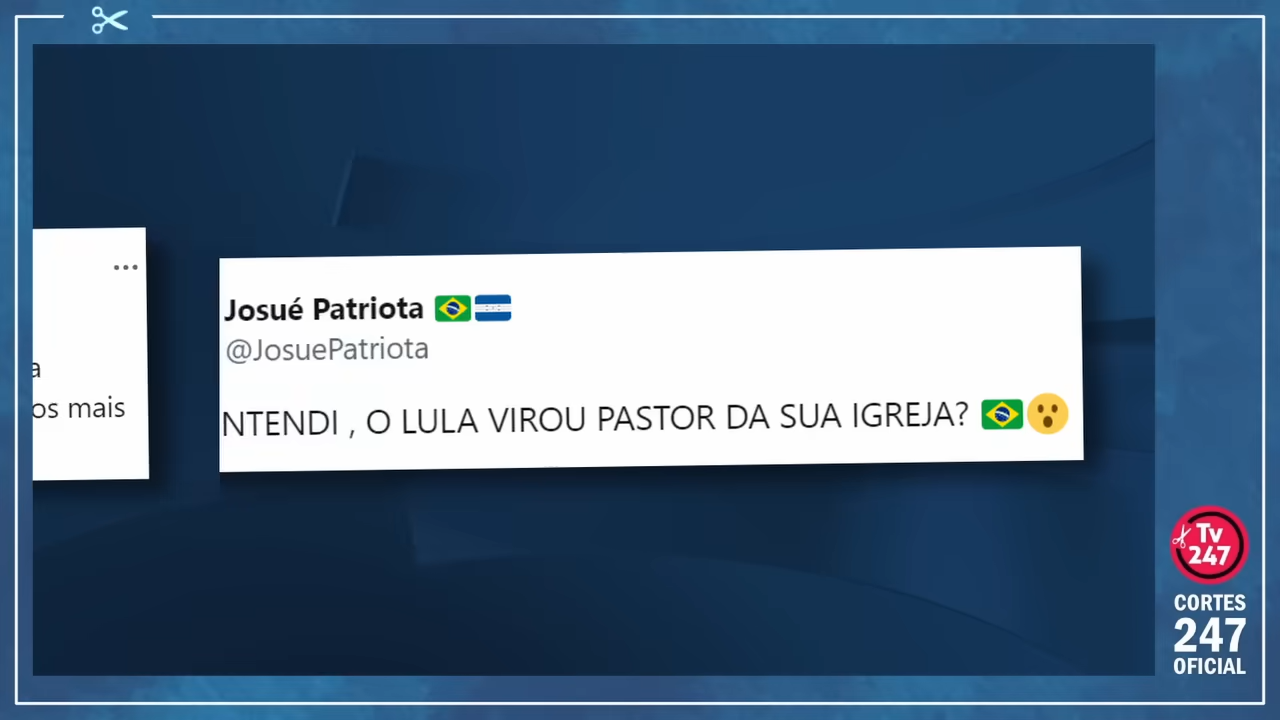 a
os mais
Josué Patriota 🇧🇷🇭🇳
@JosuePatriota
NTENDI , O LULA VIROU PASTOR DA SUA IGREJA? 🇧🇷😮
Tv
247
CORTES
247
OFICIAL